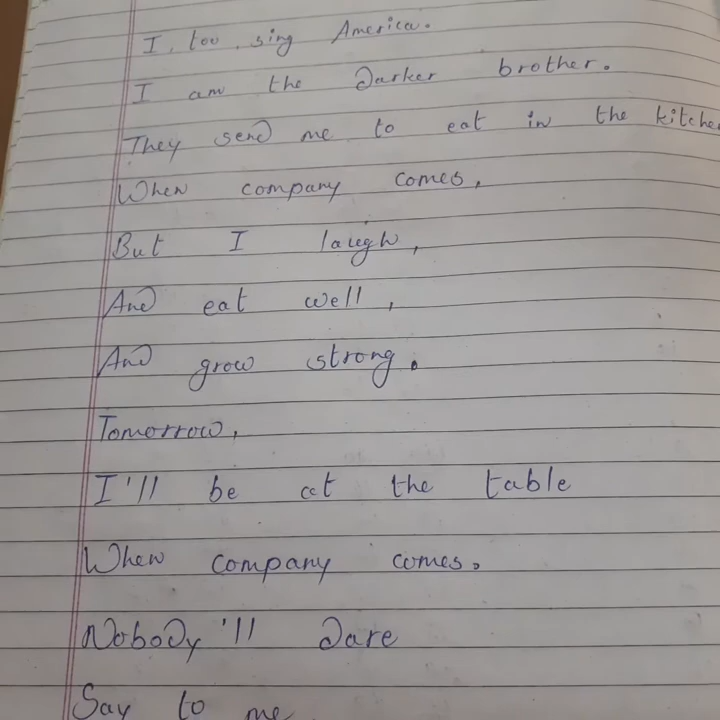 I, too, sing America.
I am the darker brother.
They send me to eat in the kitche
When company comes,
But I laugh,
And eat well,
And grow strong.
Tomorrow,
I'll be at the table
When company comes.
Nobody'll dare
Say to me